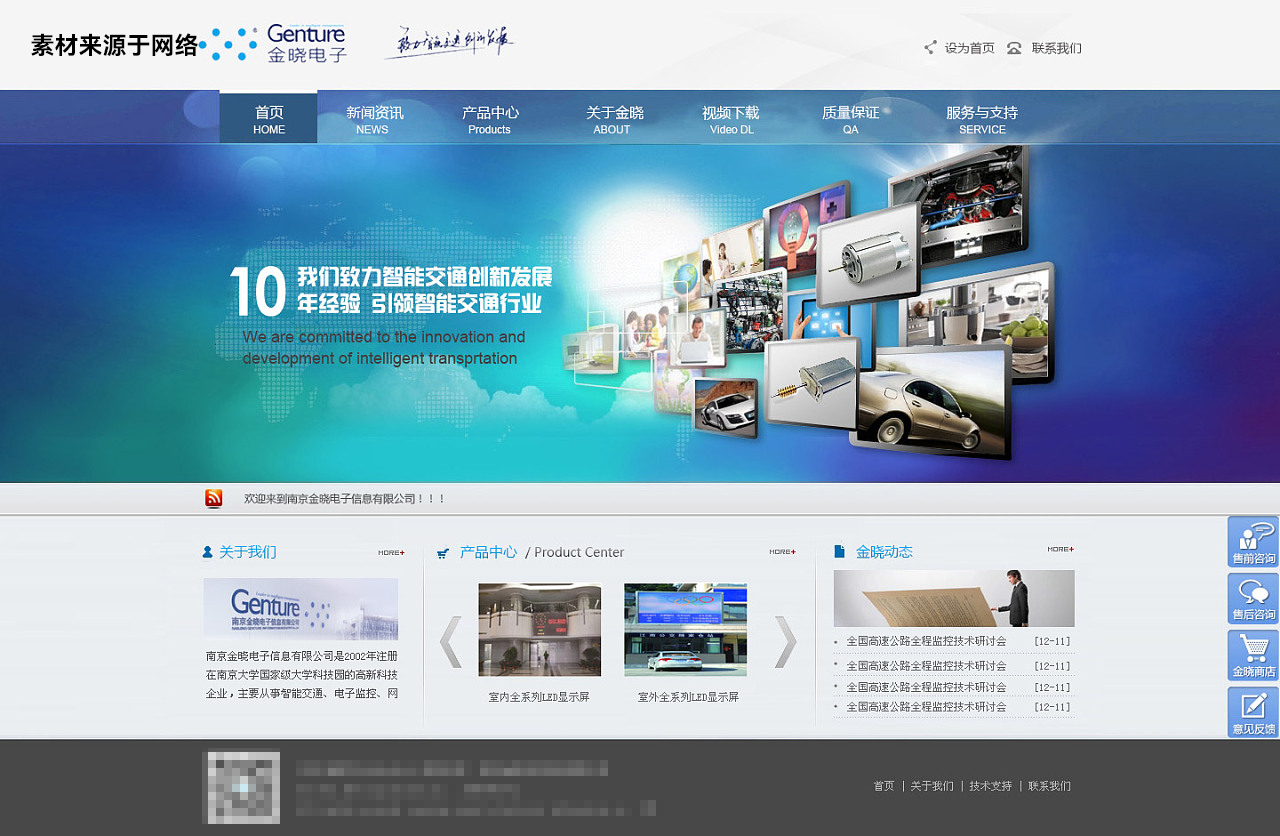 素材来源于网络
Genture
金晓电子
致力智能交通 创新发展
设为首页 联系我们
首页 新闻资讯 产品中心 关于金晓 视频下载 质量保证 服务与支持
HOME NEWS Products ABOUT Video DL QA SERVICE
10 我们致力智能交通创新发展
年经验 引领智能交通行业
We are committed to the innovation and
development of intelligent transprtation
欢迎来到南京金晓电子信息有限公司！！！
关于我们 MORE+
Genture
南京金晓电子信息有限公司
南京金晓电子信息有限公司是2002年注册
在南京大学国家级大学科技园的高新科技
企业，主要从事智能交通、电子监控、网
产品中心 / Product Center MORE+
室内全系列LED显示屏 室外全系列LED显示屏
金晓动态 MORE+
全国高速公路全程监控技术研讨会 [12-11]
全国高速公路全程监控技术研讨会 [12-11]
全国高速公路全程监控技术研讨会 [12-11]
全国高速公路全程监控技术研讨会 [12-11]
售前咨询
售后咨询
金晓商店
意见反馈
首页 | 关于我们 | 技术支持 | 联系我们